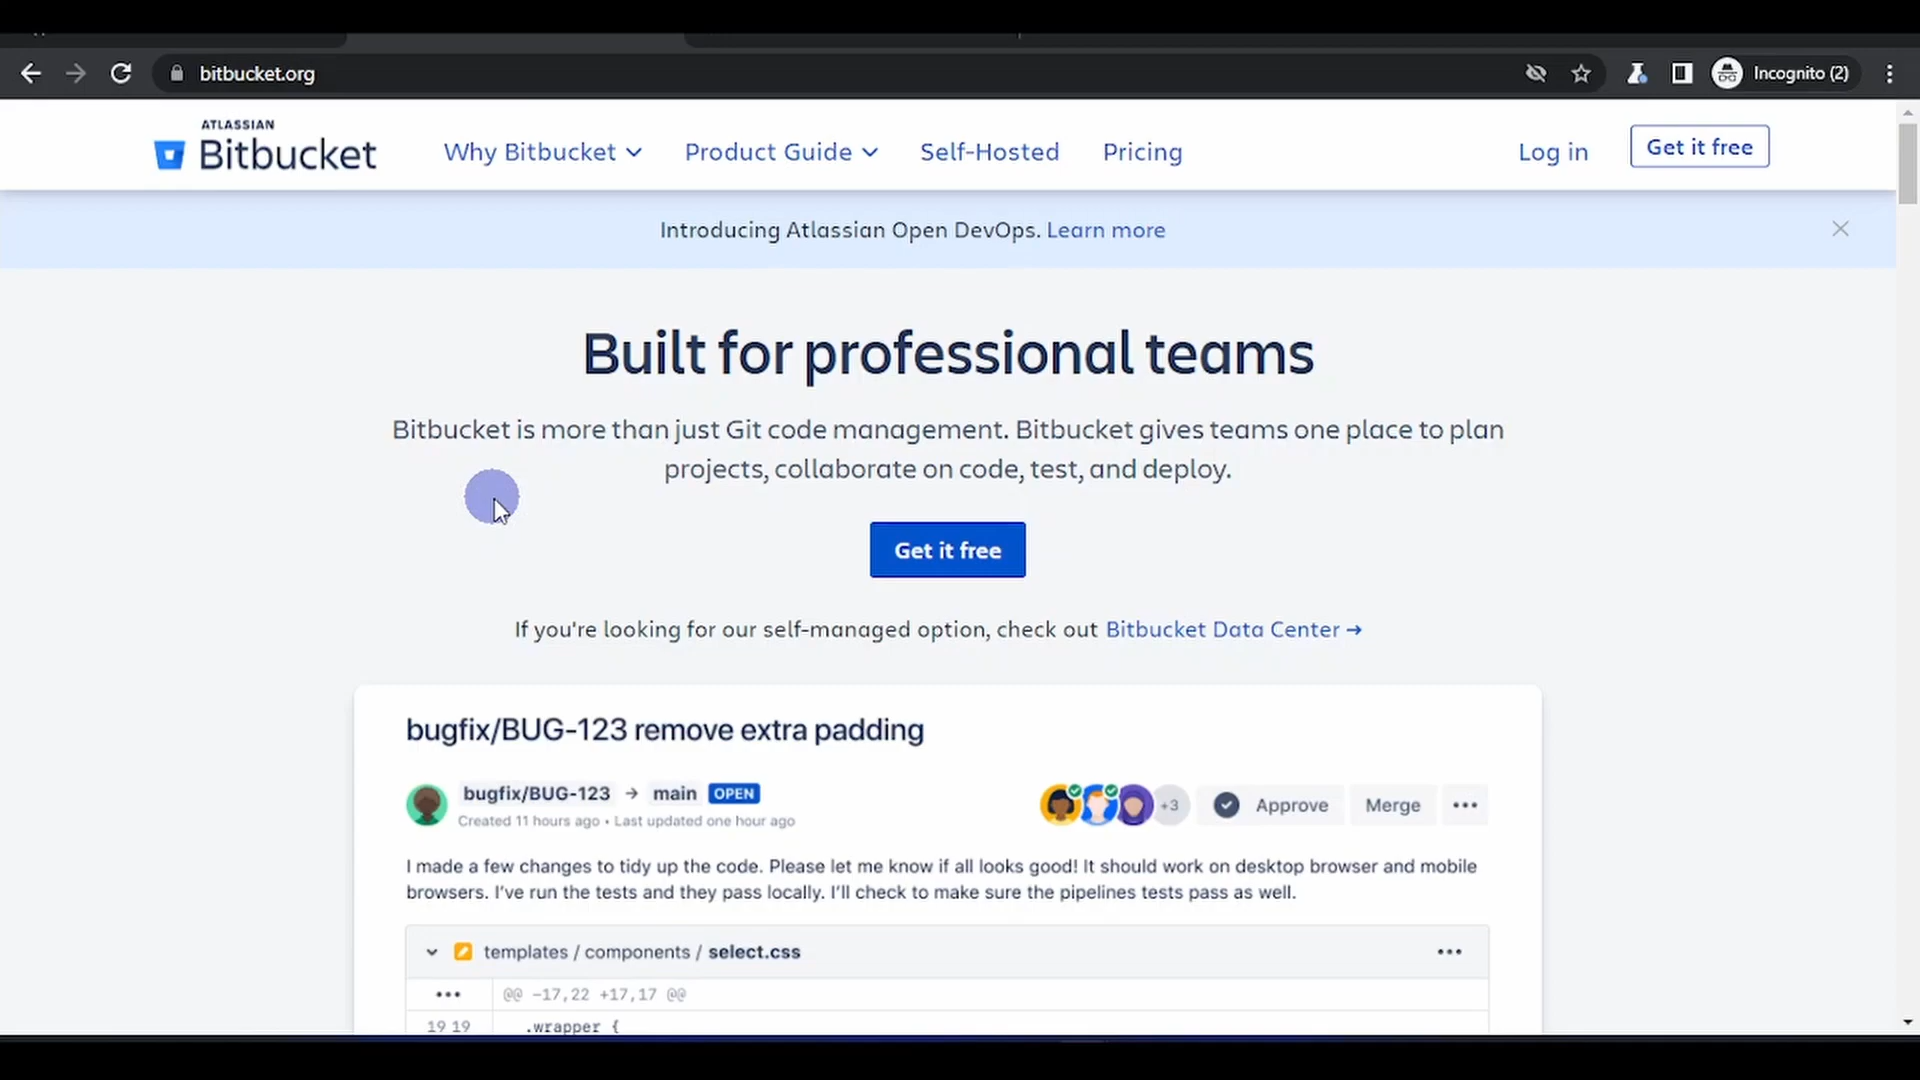 bitbucket.org
Incognito (2)
ATLASSIAN
Bitbucket
Why Bitbucket
Product Guide
Self-Hosted
Pricing
Log in
Get it free
Introducing Atlassian Open DevOps. Learn more
Built for professional teams
Bitbucket is more than just Git code management. Bitbucket gives teams one place to plan
projects, collaborate on code, test, and deploy.
Get it free
If you're looking for our self-managed option, check out Bitbucket Data Center →
bugfix/BUG-123 remove extra padding
bugfix/BUG-123 → main OPEN
Created 11 hours ago • Last updated one hour ago
+3
Approve
Merge
I made a few changes to tidy up the code. Please let me know if all looks good! It should work on desktop browser and mobile
browsers. I've run the tests and they pass locally. I'll check to make sure the pipelines tests pass as well.
templates / components / select.css
@@ -17,22 +17,17 @@
19 19 .wrapper {